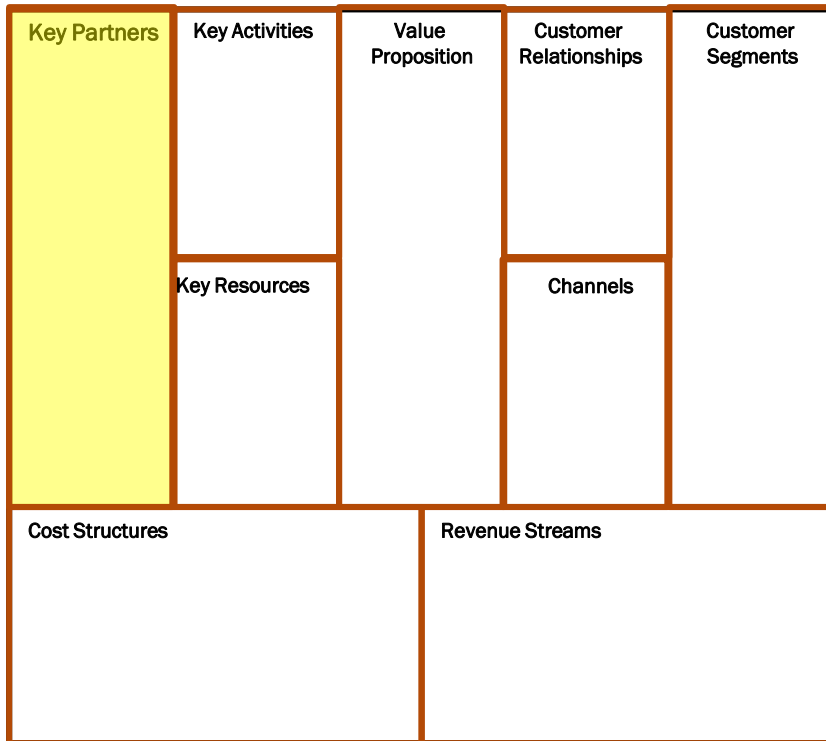 Key Partners
Key Activities
Value
Proposition
Customer
Relationships
Customer
Segments
Key Resources
Channels
Cost Structures
Revenue Streams